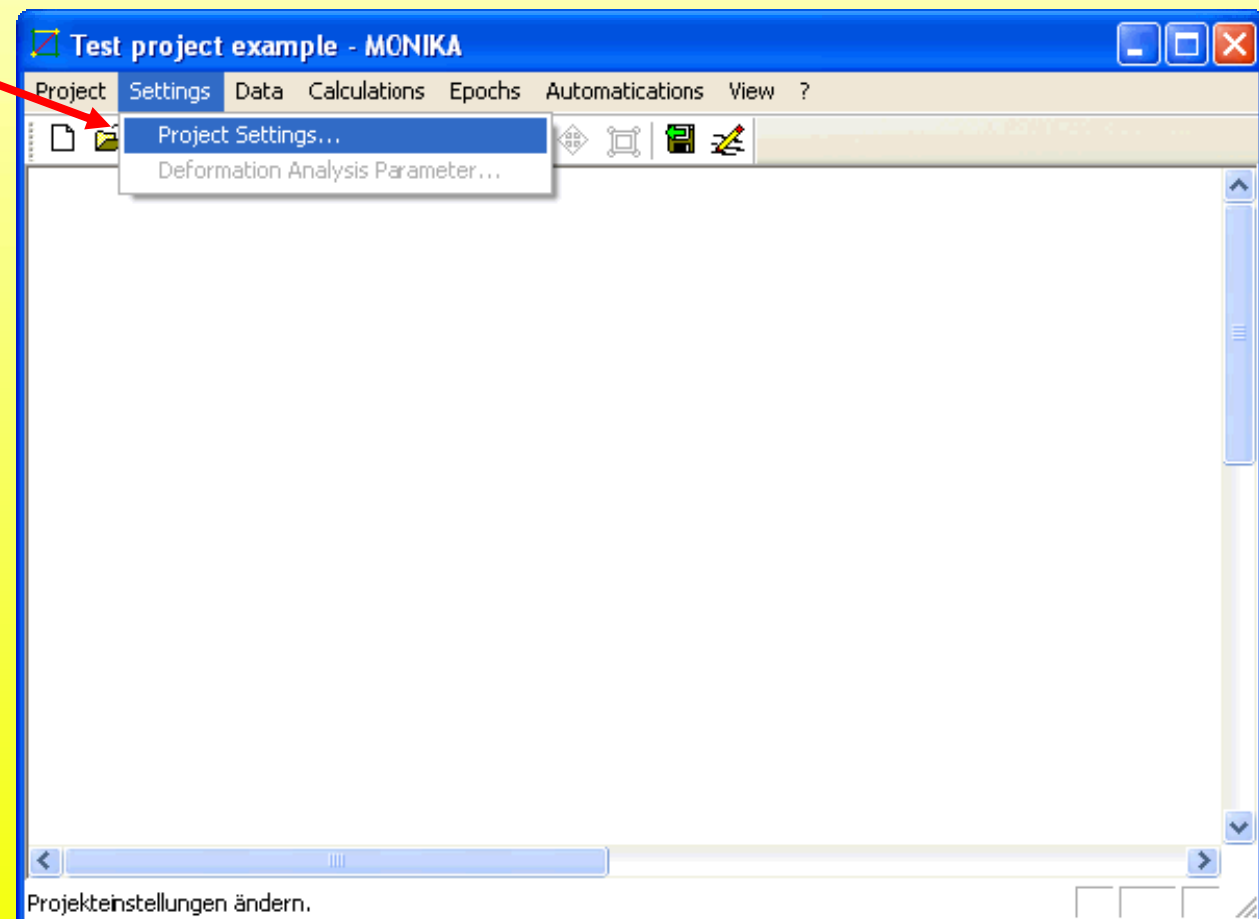 Test project example - MONIKA
Project Settings Data Calculations Epochs Automatications View ?
Project Settings...
Deformation Analysis Parameter...
Projekteinstellungen ändern.